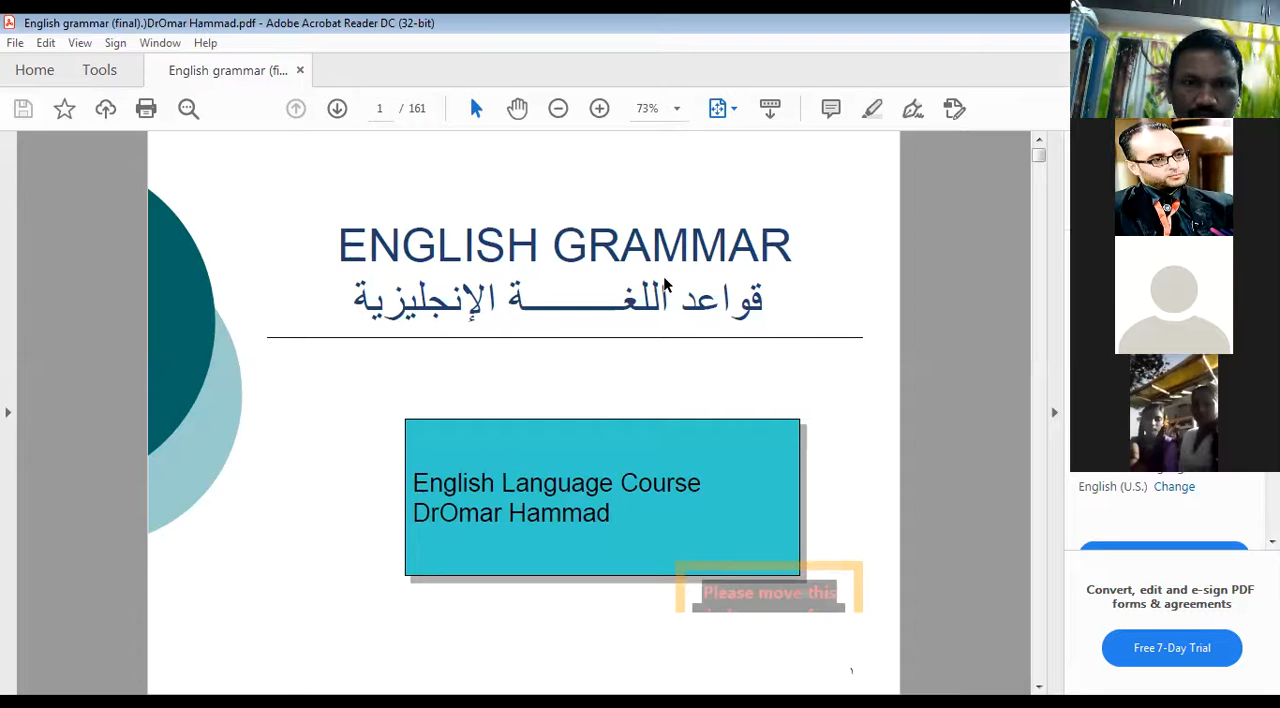 English grammar (final).)DrOmar Hammad.pdf - Adobe Acrobat Reader DC (32-bit)
File Edit View Sign Window Help
Home Tools English grammar (fi... ×
1 / 161 73%
ENGLISH GRAMMAR
قواعد اللغـــــــــة الإنجليزية
English Language Course
DrOmar Hammad
Please move this
١
English (U.S.) Change
Convert, edit and e-sign PDF
forms & agreements
Free 7-Day Trial